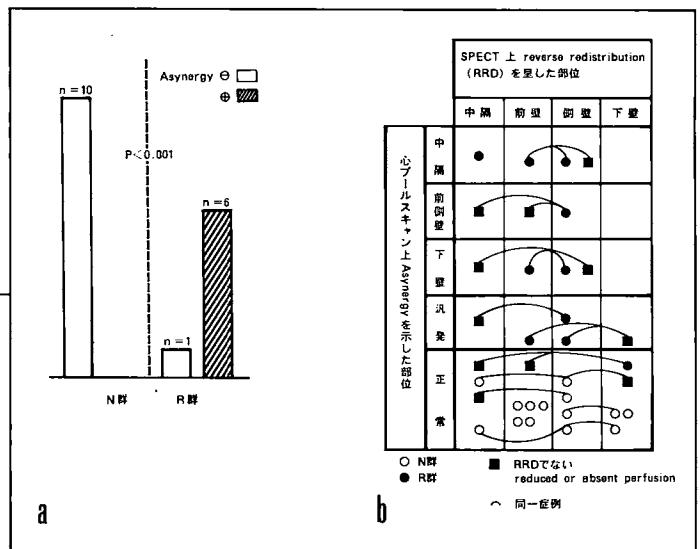 Asynergy ⊖
⊕
n=10
P<0.001
n=6
n=1
N群 R群
a
SPECT 上 reverse redistribution
(RRD) を呈した部位
中隔 前壁 側壁 下壁
心プールスキャン上Asynergyを示した部位
中隔
前側壁
下壁
汎発
正常
○ N群
● R群
■ RRDでない
reduced or absent perfusion
⌒ 同一症例
b